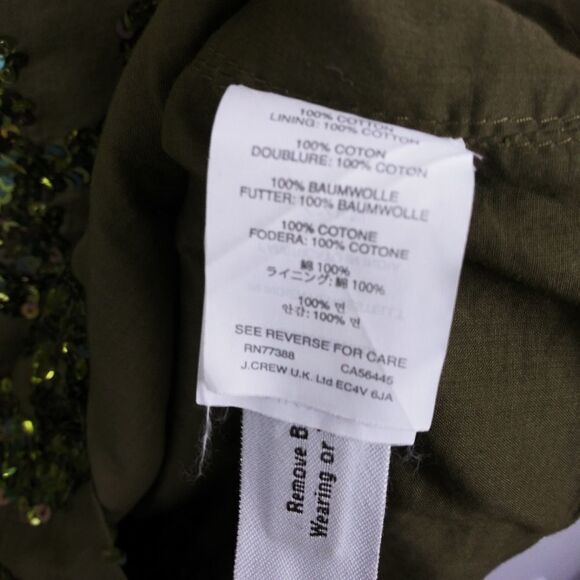 100% COTTON
LINING: 100% COTTON
100% COTON
DOUBLURE: 100% COTON
100% BAUMWOLLE
FUTTER: 100% BAUMWOLLE
100% COTONE
FODERA: 100% COTONE
綿 100%
ライニング: 綿 100%
100% 면
안감: 100% 면
SEE REVERSE FOR CARE
RN77388 CA56445
J.CREW U.K. Ltd EC4V 6JA
Remove B
Wearing or